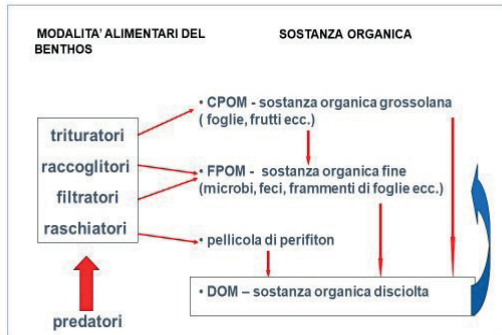 MODALITA' ALIMENTARI DEL
BENTHOS
SOSTANZA ORGANICA
trituratori
raccoglitori
filtratori
raschiatori
predatori
• CPOM - sostanza organica grossolana
( foglie, frutti ecc.)
• FPOM - sostanza organica fine
(microbi, feci, frammenti di foglie ecc.)
• pellicola di perifiton
• DOM – sostanza organica disciolta